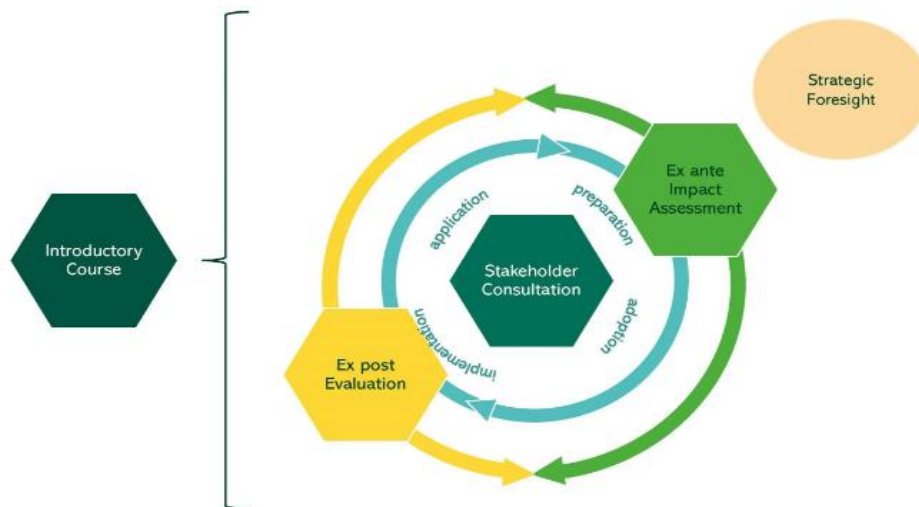 Strategic
Foresight
Ex ante
Impact
Assessment
application
preparation
Introductory
Course
Stakeholder
Consultation
adoption
implementation
Ex post
Evaluation